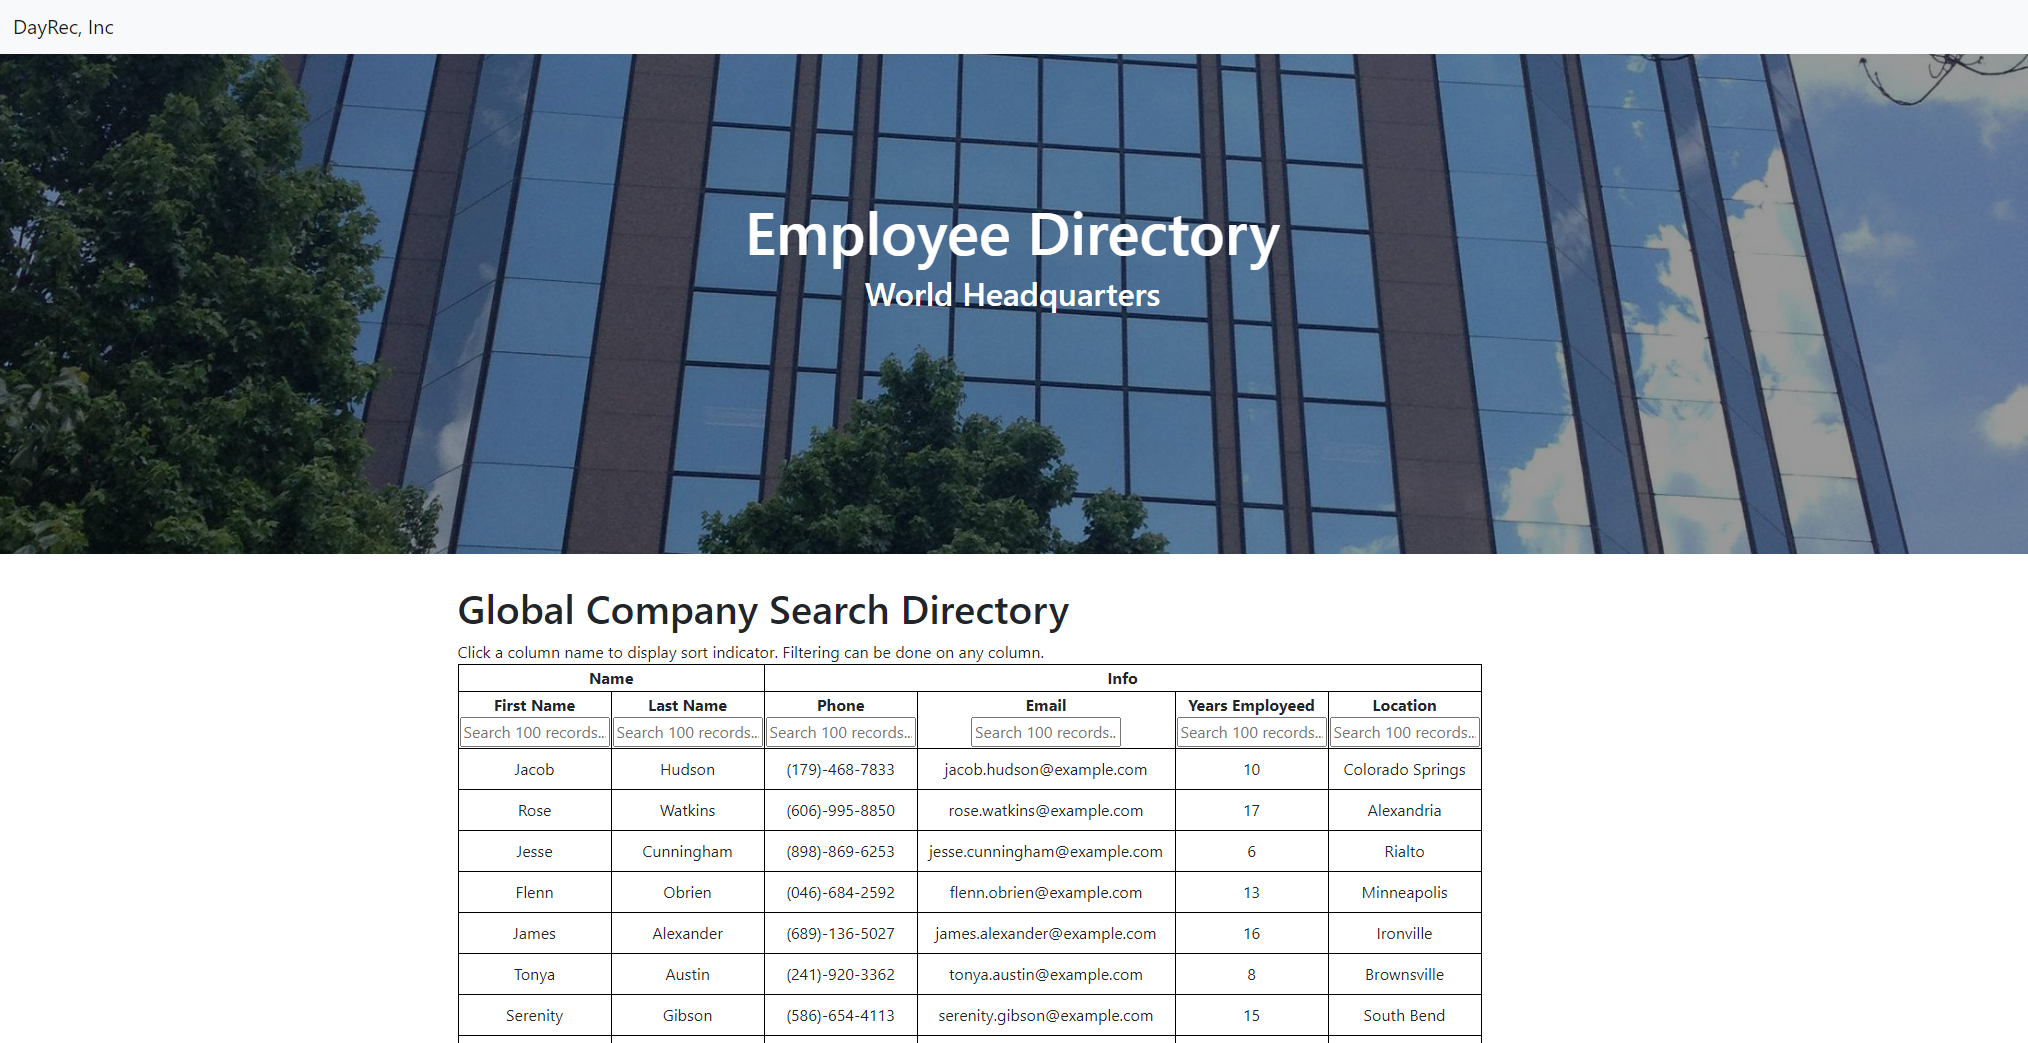 DayRec, Inc
Employee Directory
World Headquarters
Global Company Search Directory
Click a column name to display sort indicator. Filtering can be done on any column.
Name Info
First Name Last Name Phone Email Years Employeed Location
Search 100 records.. Search 100 records.. Search 100 records.. Search 100 records.. Search 100 records.. Search 100 records..
Jacob Hudson (179)-468-7833 jacob.hudson@example.com 10 Colorado Springs
Rose Watkins (606)-995-8850 rose.watkins@example.com 17 Alexandria
Jesse Cunningham (898)-869-6253 jesse.cunningham@example.com 6 Rialto
Flenn Obrien (046)-684-2592 flenn.obrien@example.com 13 Minneapolis
James Alexander (689)-136-5027 james.alexander@example.com 16 Ironville
Tonya Austin (241)-920-3362 tonya.austin@example.com 8 Brownsville
Serenity Gibson (586)-654-4113 serenity.gibson@example.com 15 South Bend